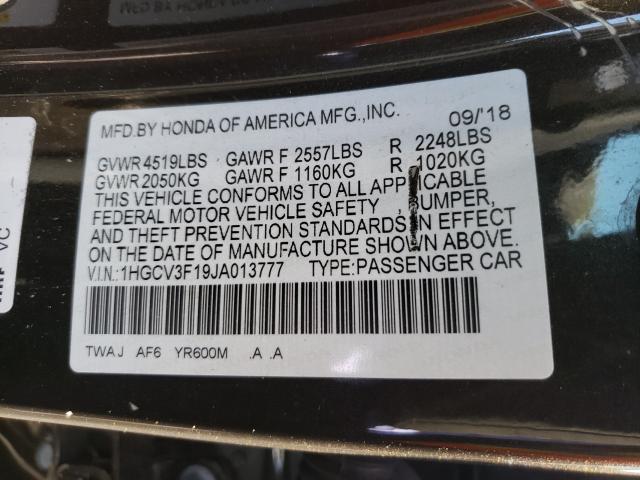 MFD.BY HONDA OF AMERICA MFG.,INC. 09/'18
GVWR 4519LBS GAWR F 2557LBS R 2248LBS
GVWR 2050KG GAWR F 1160KG R 1020KG
THIS VEHICLE CONFORMS TO ALL APPLICABLE
FEDERAL MOTOR VEHICLE SAFETY ,BUMPER,
AND THEFT PREVENTION STANDARDS IN EFFECT
ON THE DATE OF MANUFACTURE SHOWN ABOVE.
V.I.N.:1HGCV3F19JA013777 TYPE:PASSENGER CAR
TWAJ AF6 YR600M .A .A
VC